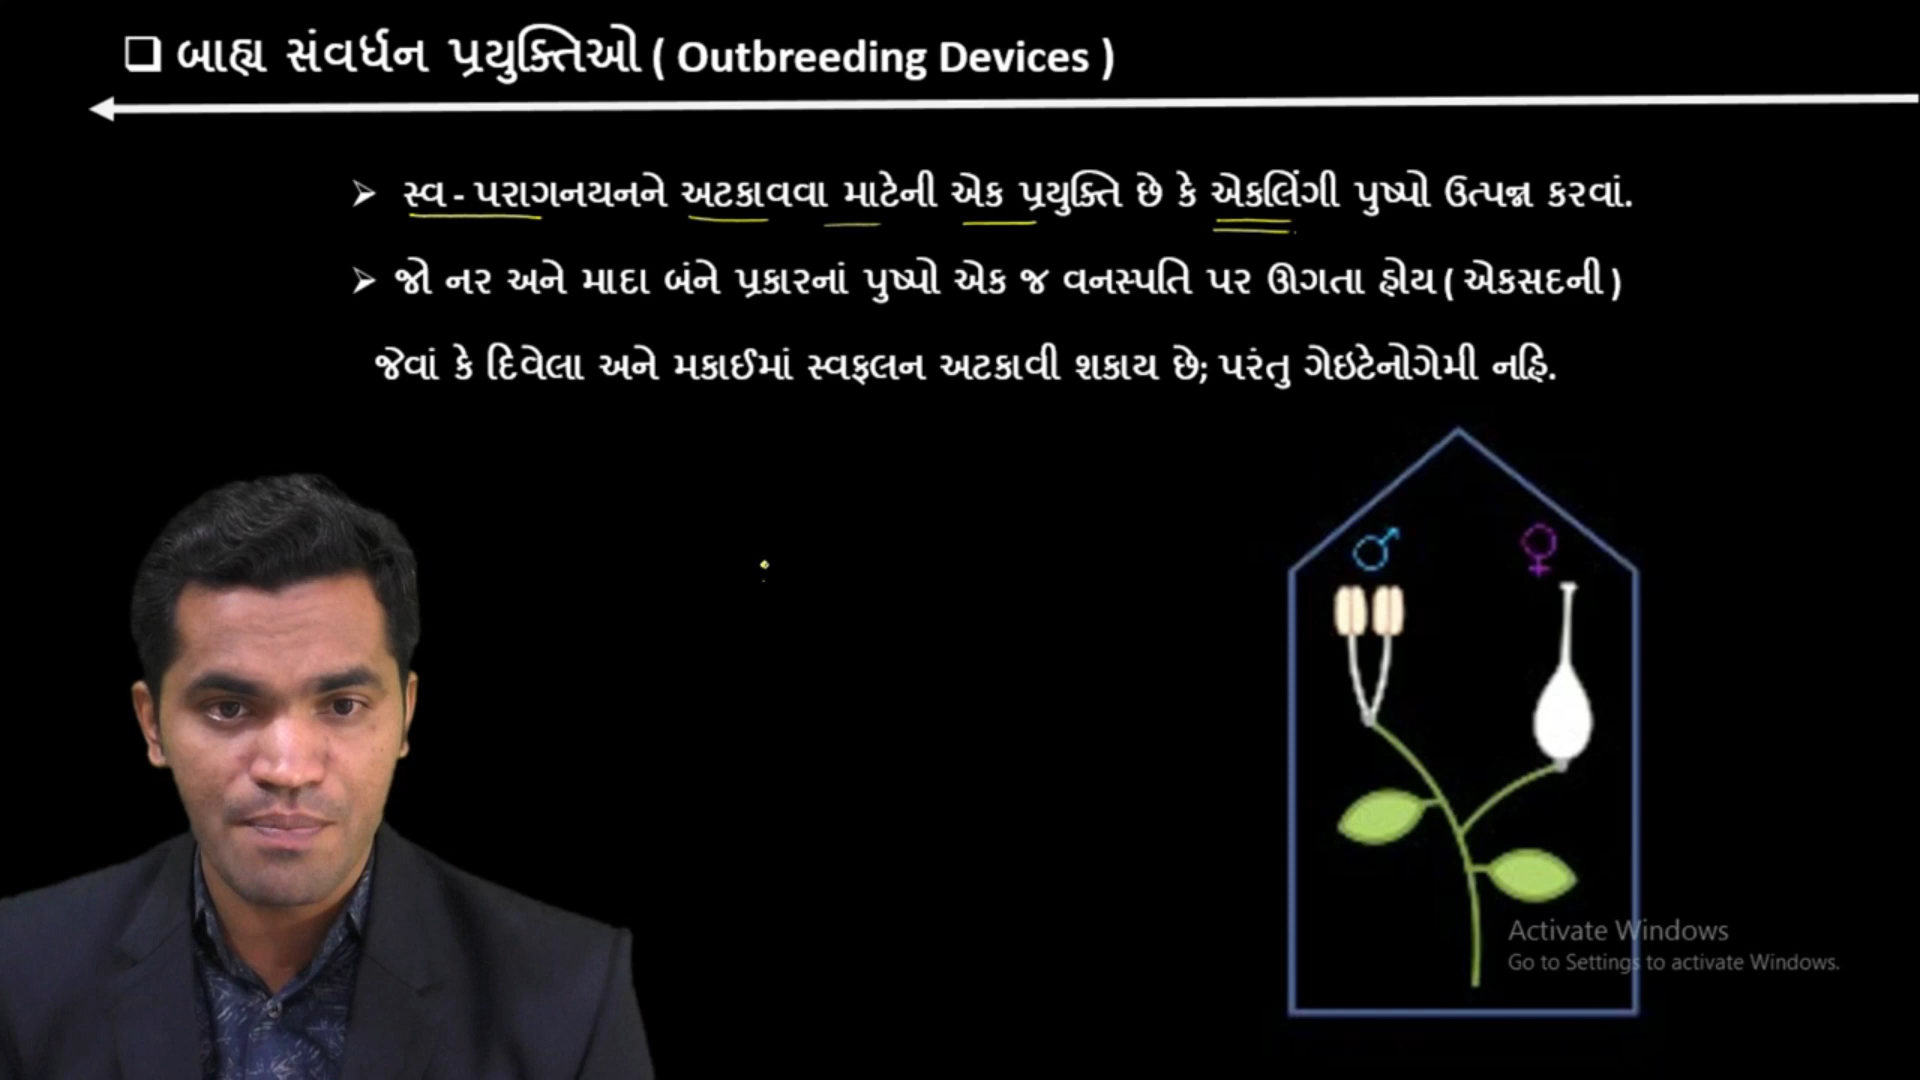 ❑ બાહ્ય સંવર્ધન પ્રયુક્તિઓ ( Outbreeding Devices )
➢ સ્વ - પરાગનયનને અટકાવવા માટેની એક પ્રયુક્તિ છે કે એકલિંગી પુષ્પો ઉત્પન્ન કરવાં.
➢ જો નર અને માદા બંને પ્રકારનાં પુષ્પો એક જ વનસ્પતિ પર ઊગતા હોય ( એકસદની )
જેવાં કે દિવેલા અને મકાઈમાં સ્વફલન અટકાવી શકાય છે; પરંતુ ગેઇટેનોગેમી નહિ.
♂ ♀
Activate Windows
Go to Settings to activate Windows.